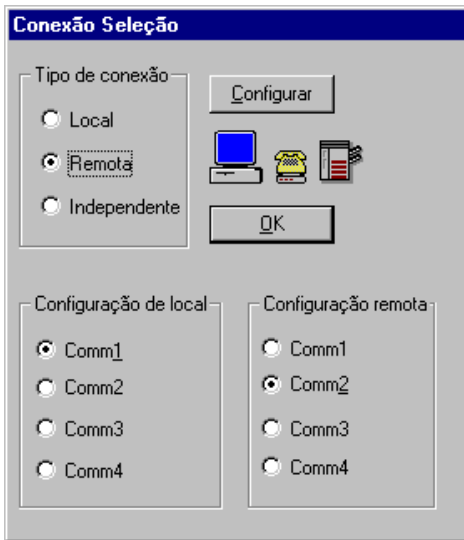 Conexão Seleção
Tipo de conexão
Local
Remota
Independente
Configurar
OK
Configuração de local
Comm1
Comm2
Comm3
Comm4
Configuração remota
Comm1
Comm2
Comm3
Comm4